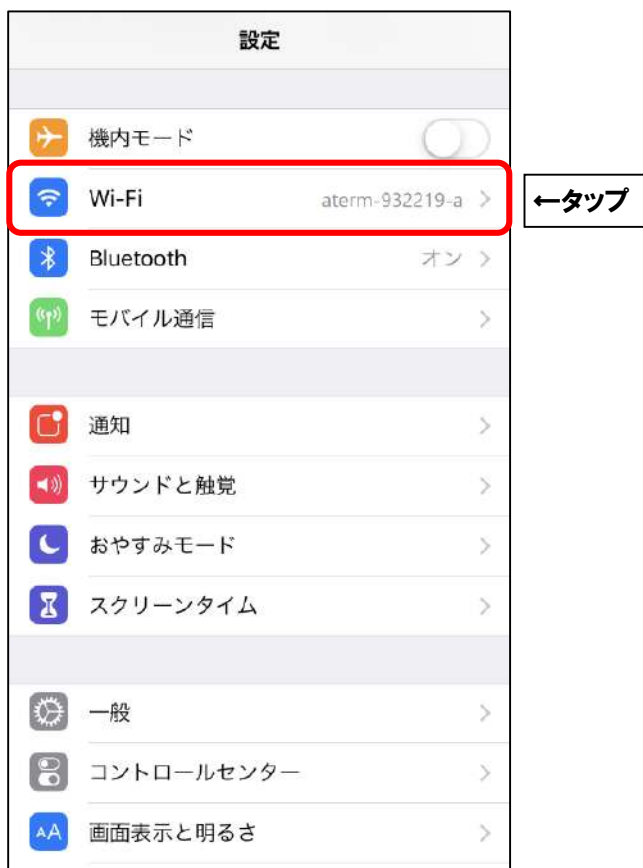 設定
機内モード
Wi-Fi aterm-932219-a
←タップ
Bluetooth オン
モバイル通信
通知
サウンドと触覚
おやすみモード
スクリーンタイム
一般
コントロールセンター
AA 画面表示と明るさ